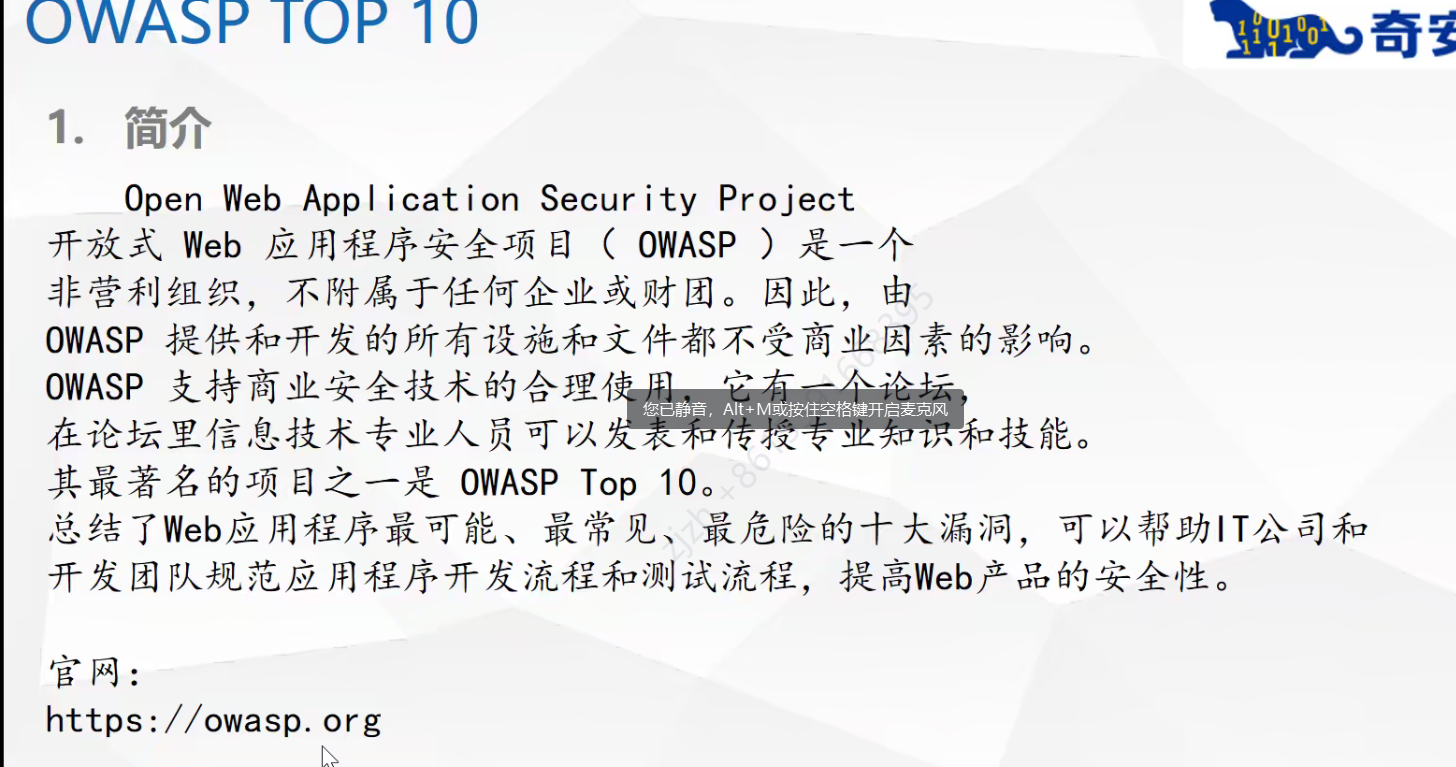 OWASP TOP 10
奇安
1. 简介
Open Web Application Security Project
开放式 Web 应用程序安全项目（ OWASP ）是一个
非营利组织，不附属于任何企业或财团。因此，由
OWASP 提供和开发的所有设施和文件都不受商业因素的影响。
OWASP 支持商业安全技术的合理使用，它有一个论坛，
您已静音，Alt+M或按住空格键开启麦克风
在论坛里信息技术专业人员可以发表和传授专业知识和技能。
其最著名的项目之一是 OWASP Top 10。
总结了Web应用程序最可能、最常见、最危险的十大漏洞，可以帮助IT公司和
开发团队规范应用程序开发流程和测试流程，提高Web产品的安全性。
官网：
https://owasp.org